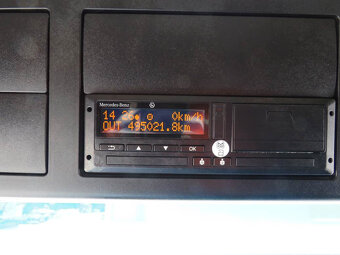 Mercedes-Benz
14 26 0km/h
OUT 495021.8km
OK